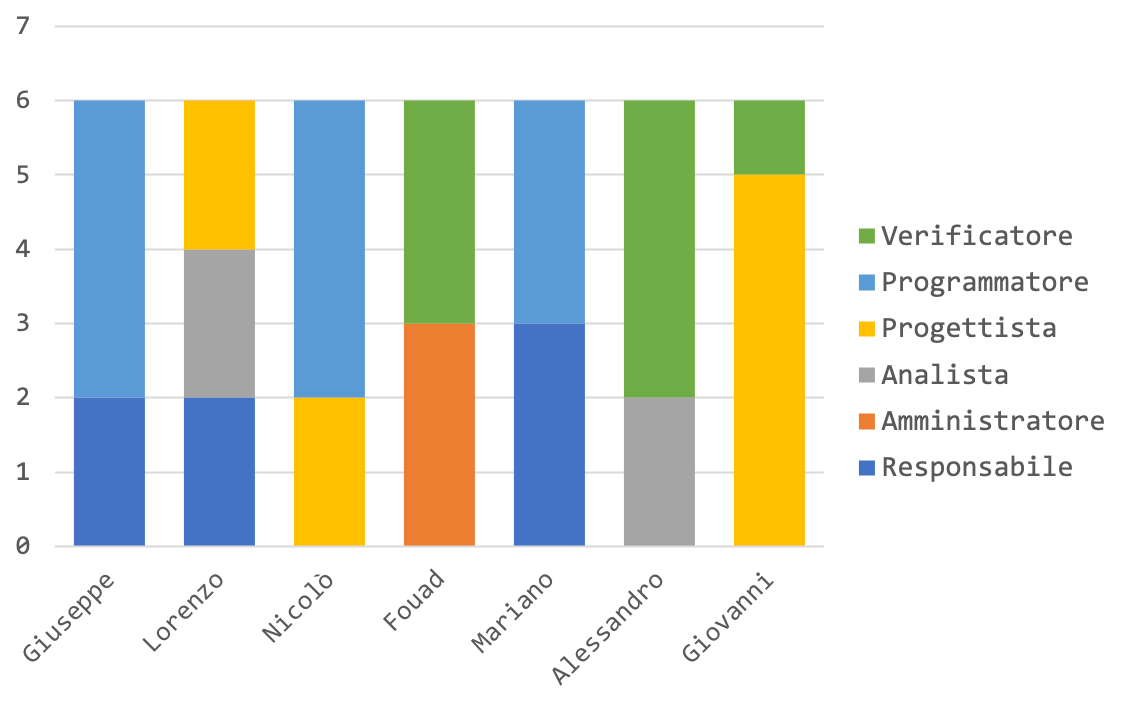 7
6
5
4
3
2
1
0
Giuseppe
Lorenzo
Nicolò
Fouad
Mariano
Alessandro
Giovanni
Verificatore
Programmatore
Progettista
Analista
Amministratore
Responsabile